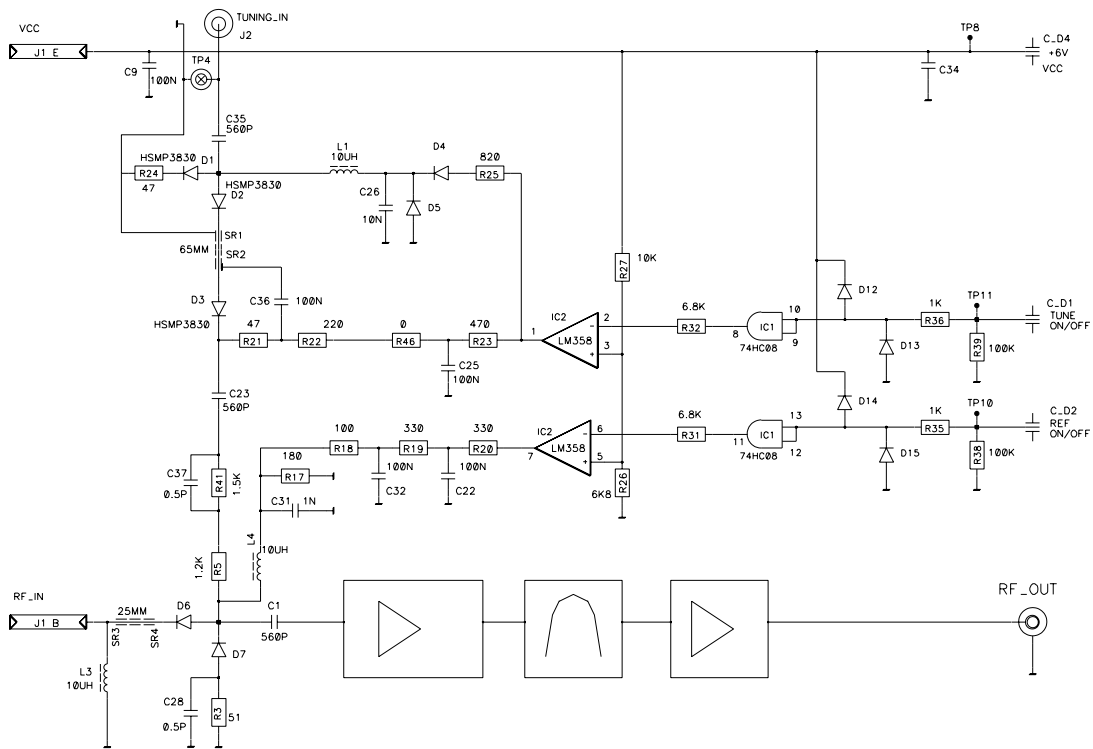 VCC
J1 E
TUNING_IN
J2
TP4
C9
100N
C34
TP8
C_D4
+6V
VCC
C35
560P
HSMP3830
D1
R24
47
HSMP3830
D2
L1
10UH
D4
820
R25
C26
10N
D5
SR1
65MM
SR2
R27
10K
D3
HSMP3830
C36
100N
47
R21
220
R22
0
R46
470
R23
C25
100N
1
IC2
LM358
2
-
3
+
6.8K
R32
8
IC1
74HC08
10
9
D12
D13
1K
R36
TP11
R39
100K
C_D1
TUNE
ON/OFF
C23
560P
D14
C37
0.5P
R41
1.5K
100
R18
330
R19
330
R20
100N
C32
100N
C22
7
IC2
LM358
6
-
5
+
6.8K
R31
11
IC1
74HC08
13
12
D15
1K
R35
TP10
R38
100K
C_D2
REF
ON/OFF
180
R17
C31
1N
R26
6K8
L4
10UH
1.2K
R5
RF_IN
J1 B
25MM
SR3
SR4
D6
C1
560P
RF_OUT
D7
L3
10UH
C28
0.5P
R3
51